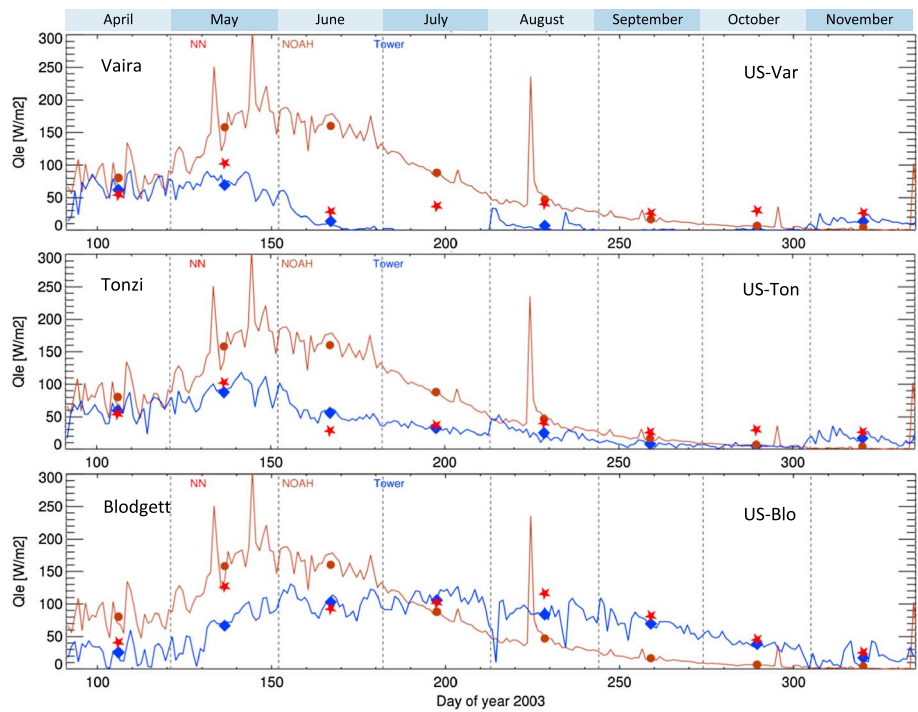 April May June July August September October November
300 NN NOAH Tower
Vaira US-Var
250
200
Qle [W/m2]
150
100
50
0
100 150 200 250 300
300 NN NOAH Tower
Tonzi US-Ton
250
200
Qle [W/m2]
150
100
50
0
100 150 200 250 300
300 NN NOAH Tower
Blodgett US-Blo
250
200
Qle [W/m2]
150
100
50
0
100 150 200 250 300
Day of year 2003